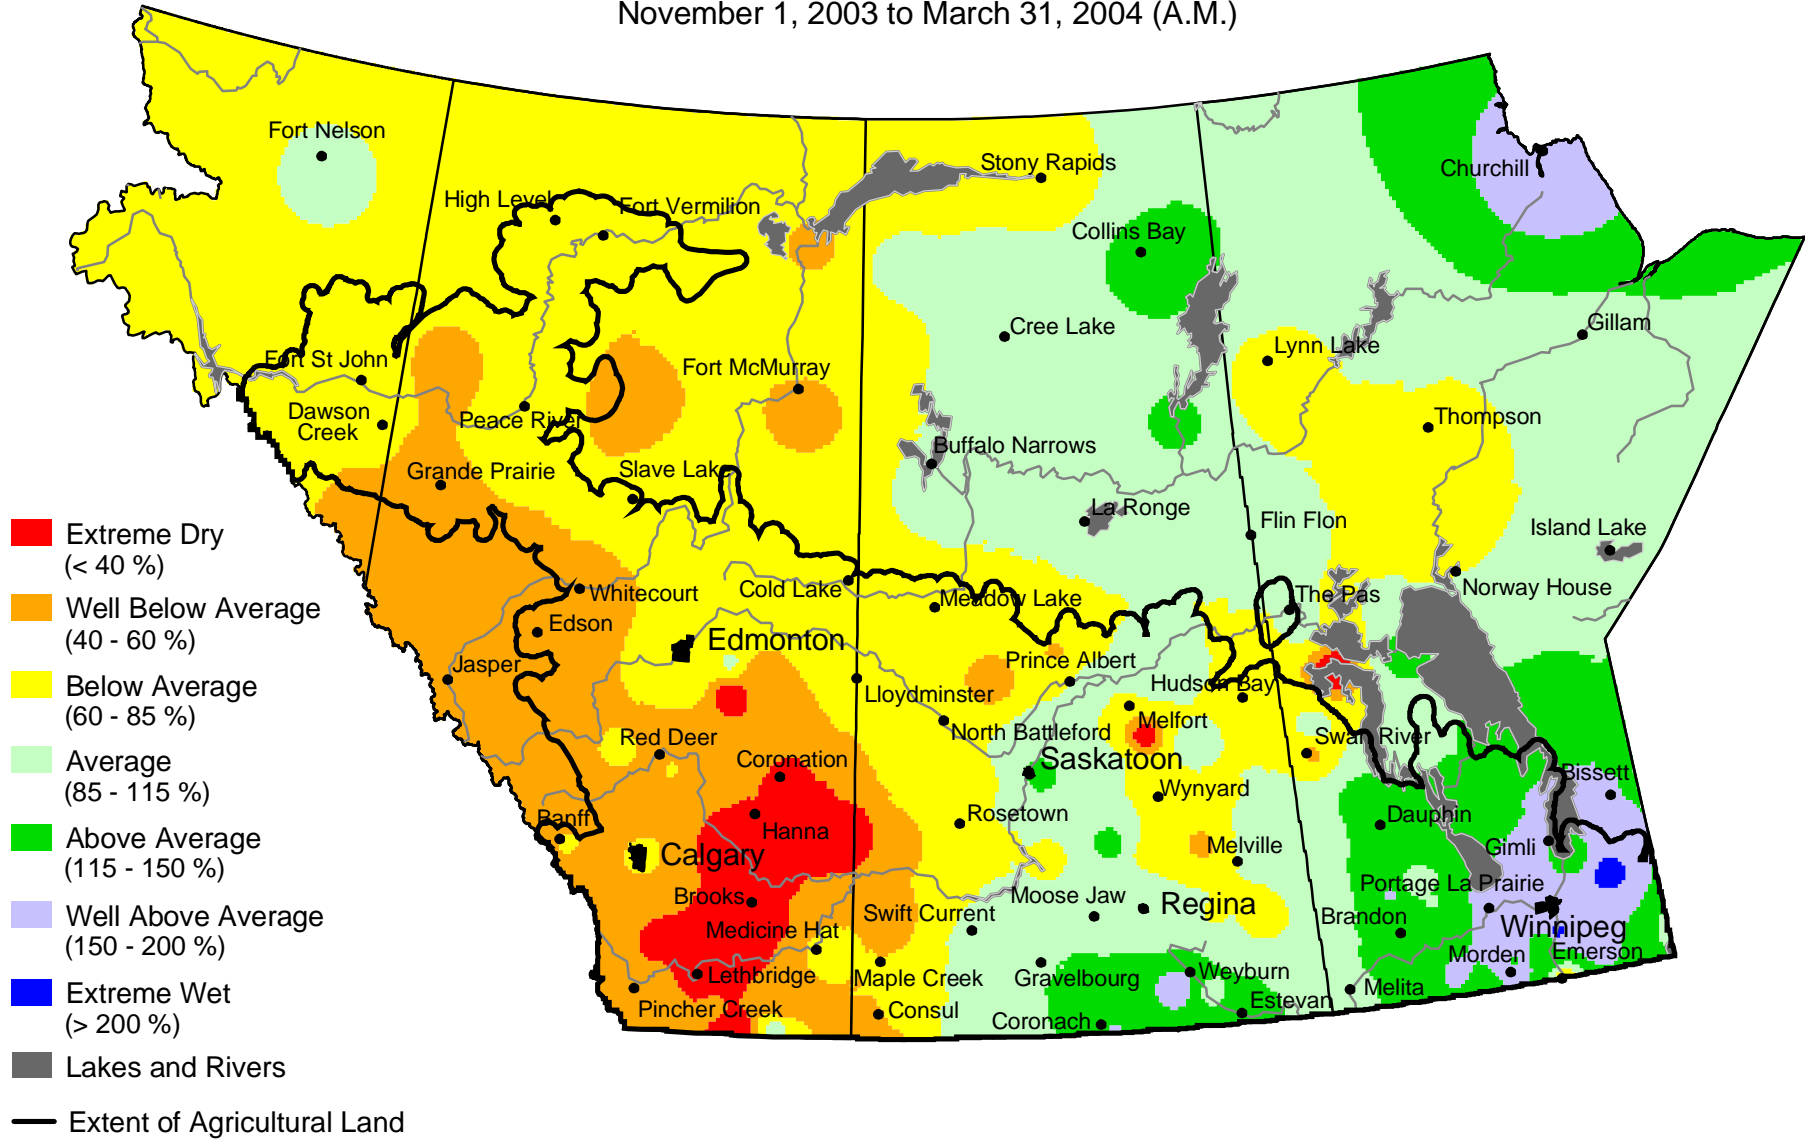 November 1, 2003 to March 31, 2004 (A.M.)
Fort Nelson
High Level
Fort Vermilion
Stony Rapids
Churchill
Collins Bay
Cree Lake
Gillam
Fort St John
Fort McMurray
Lynn Lake
Dawson
Creek
Peace River
Thompson
Buffalo Narrows
Grande Prairie
Slave Lake
La Ronge
Flin Flon
Island Lake
Whitecourt
Cold Lake
Meadow Lake
The Pas
Norway House
Edson
Edmonton
Jasper
Prince Albert
Lloydminster
Hudson Bay
North Battleford
Melfort
Red Deer
Swan River
Coronation
Saskatoon
Bissett
Wynyard
Banff
Hanna
Rosetown
Dauphin
Calgary
Melville
Gimli
Brooks
Moose Jaw
Regina
Portage La Prairie
Swift Current
Brandon
Winnipeg
Medicine Hat
Morden
Emerson
Lethbridge
Maple Creek
Gravelbourg
Weyburn
Melita
Pincher Creek
Consul
Coronach
Estevan
Extreme Dry
(< 40 %)
Well Below Average
(40 - 60 %)
Below Average
(60 - 85 %)
Average
(85 - 115 %)
Above Average
(115 - 150 %)
Well Above Average
(150 - 200 %)
Extreme Wet
(> 200 %)
Lakes and Rivers
Extent of Agricultural Land